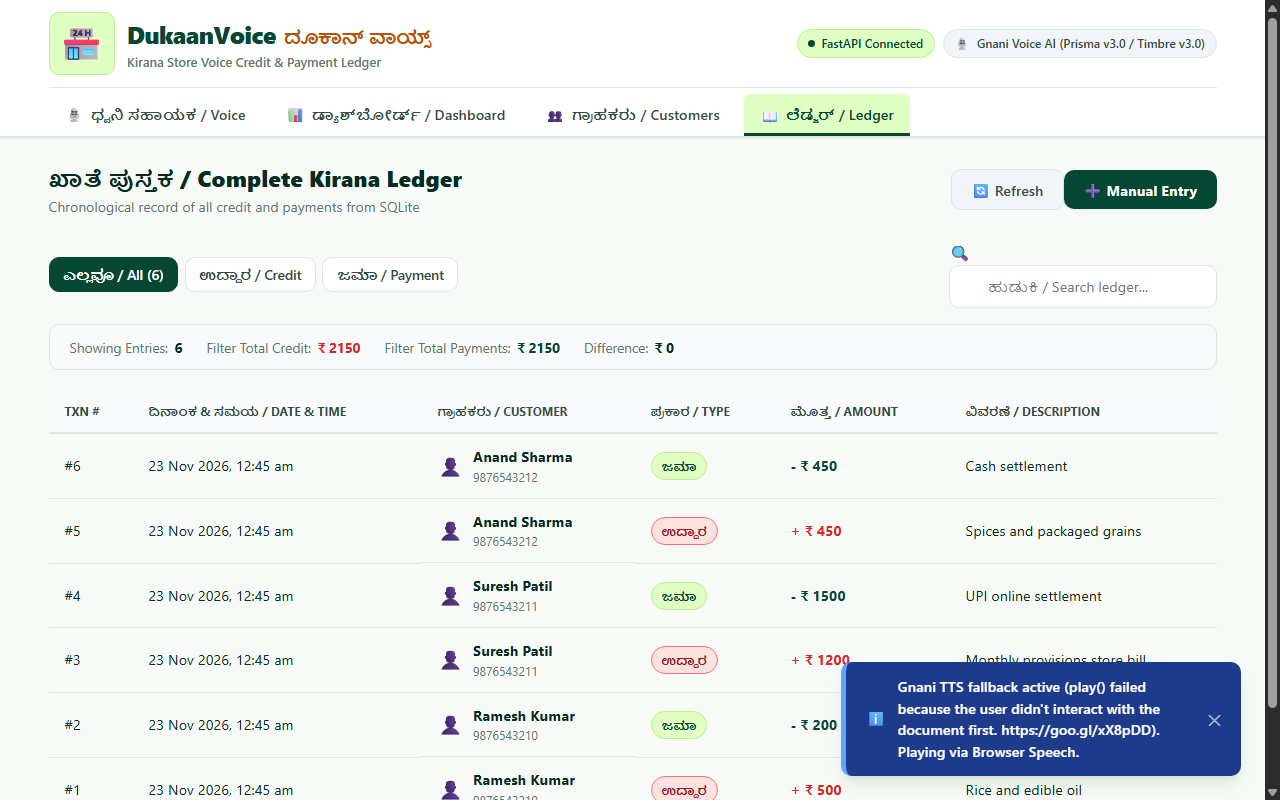 24 H
DukaanVoice ದೂಕಾನ್ ವಾಯ್ಸ್
Kirana Store Voice Credit & Payment Ledger
FastAPI Connected
Gnani Voice AI (Prisma v3.0 / Timbre v3.0)
ಧ್ವನಿ ಸಹಾಯಕ / Voice
ಡ್ಯಾಶ್‌ಬೋರ್ಡ್ / Dashboard
ಗ್ರಾಹಕರು / Customers
ಲೆಡ್ಜರ್ / Ledger
ಖಾತೆ ಪುಸ್ತಕ / Complete Kirana Ledger
Chronological record of all credit and payments from SQLite
Refresh
Manual Entry
ಎಲ್ಲವೂ / All (6)
ಉದ್ದಾರ / Credit
ಜಮಾ / Payment
ಹುಡುಕಿ / Search ledger...
Showing Entries: 6 Filter Total Credit: ₹ 2150 Filter Total Payments: ₹ 2150 Difference: ₹ 0
TXN # ದಿನಾಂಕ & ಸಮಯ / DATE & TIME ಗ್ರಾಹಕರು / CUSTOMER ಪ್ರಕಾರ / TYPE ಮೊತ್ತ / AMOUNT ವಿವರಣೆ / DESCRIPTION
#6 23 Nov 2026, 12:45 am Anand Sharma ಜಮಾ - ₹ 450 Cash settlement
9876543212
#5 23 Nov 2026, 12:45 am Anand Sharma ಉದ್ದಾರ + ₹ 450 Spices and packaged grains
9876543212
#4 23 Nov 2026, 12:45 am Suresh Patil ಜಮಾ - ₹ 1500 UPI online settlement
9876543211
#3 23 Nov 2026, 12:45 am Suresh Patil ಉದ್ದಾರ + ₹ 1200 Monthly provisions store bill
9876543211
#2 23 Nov 2026, 12:45 am Ramesh Kumar ಜಮಾ - ₹ 200
9876543210
#1 23 Nov 2026, 12:45 am Ramesh Kumar ಉದ್ದಾರ + ₹ 500 Rice and edible oil
9876543210
Gnani TTS fallback active (play() failed
because the user didn't interact with the
document first. https://goo.gl/xX8pDD).
Playing via Browser Speech.